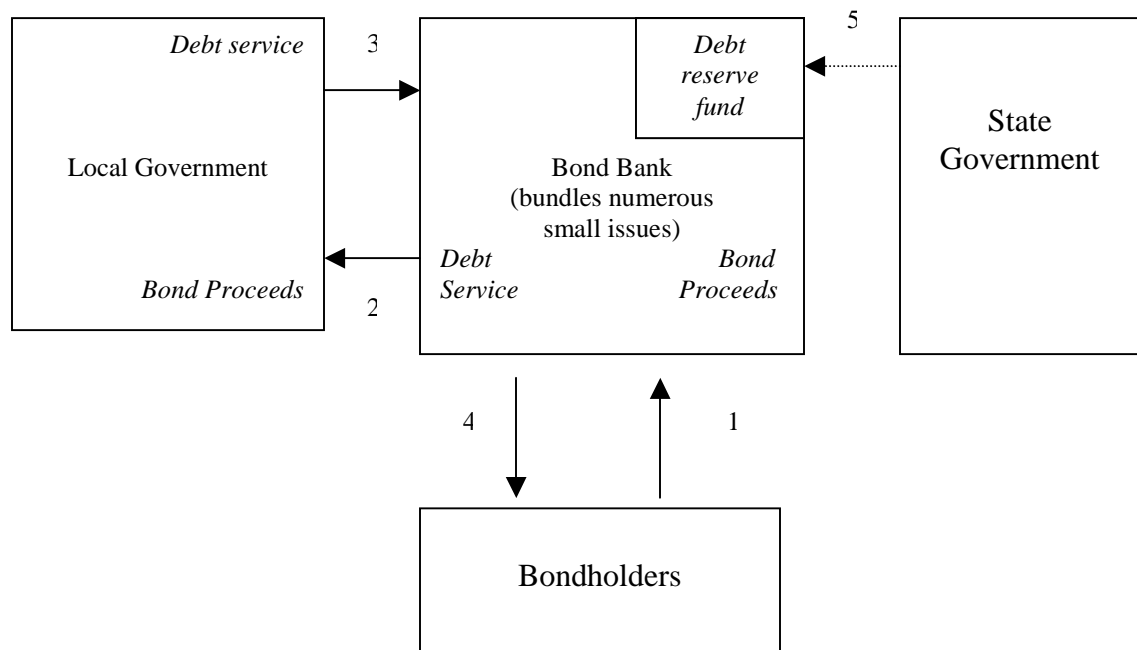 Debt service
Local Government
Bond Proceeds
3
2
Debt
reserve
fund
Bond Bank
(bundles numerous
small issues)
Debt
Service
Bond
Proceeds
5
State
Government
4
1
Bondholders